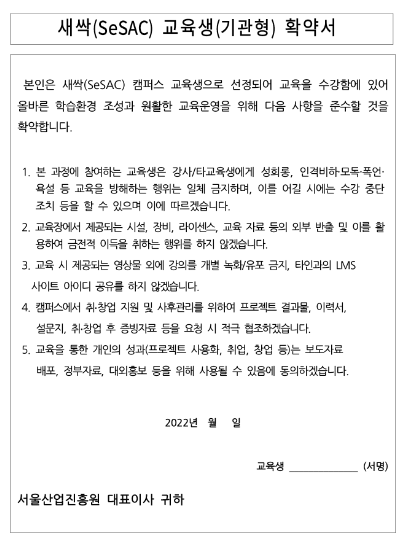 새싹(SeSAC) 교육생(기관형) 확약서
본인은 새싹(SeSAC) 캠퍼스 교육생으로 선정되어 교육을 수강함에 있어
올바른 학습환경 조성과 원활한 교육운영을 위해 다음 사항을 준수할 것을
확약합니다.
1. 본 과정에 참여하는 교육생은 강사/타교육생에게 성희롱, 인격비하·모독·폭언·
욕설 등 교육을 방해하는 행위는 일체 금지하며, 이를 어길 시에는 수강 중단
조치 등을 할 수 있으며 이에 따르겠습니다.
2. 교육장에서 제공되는 시설, 장비, 라이센스, 교육 자료 등의 외부 반출 및 이를 활
용하여 금전적 이득을 취하는 행위를 하지 않겠습니다.
3. 교육 시 제공되는 영상물 외에 강의를 개별 녹화/유포 금지, 타인과의 LMS
사이트 아이디 공유를 하지 않겠습니다.
4. 캠퍼스에서 취·창업 지원 및 사후관리를 위하여 프로젝트 결과물, 이력서,
설문지, 취·창업 후 증빙자료 등을 요청 시 적극 협조하겠습니다.
5. 교육을 통한 개인의 성과(프로젝트 사용화, 취업, 창업 등)는 보도자료
배포, 정부자료, 대외홍보 등을 위해 사용될 수 있음에 동의하겠습니다.
2022년 월 일
교육생 ______________ (서명)
서울산업진흥원 대표이사 귀하